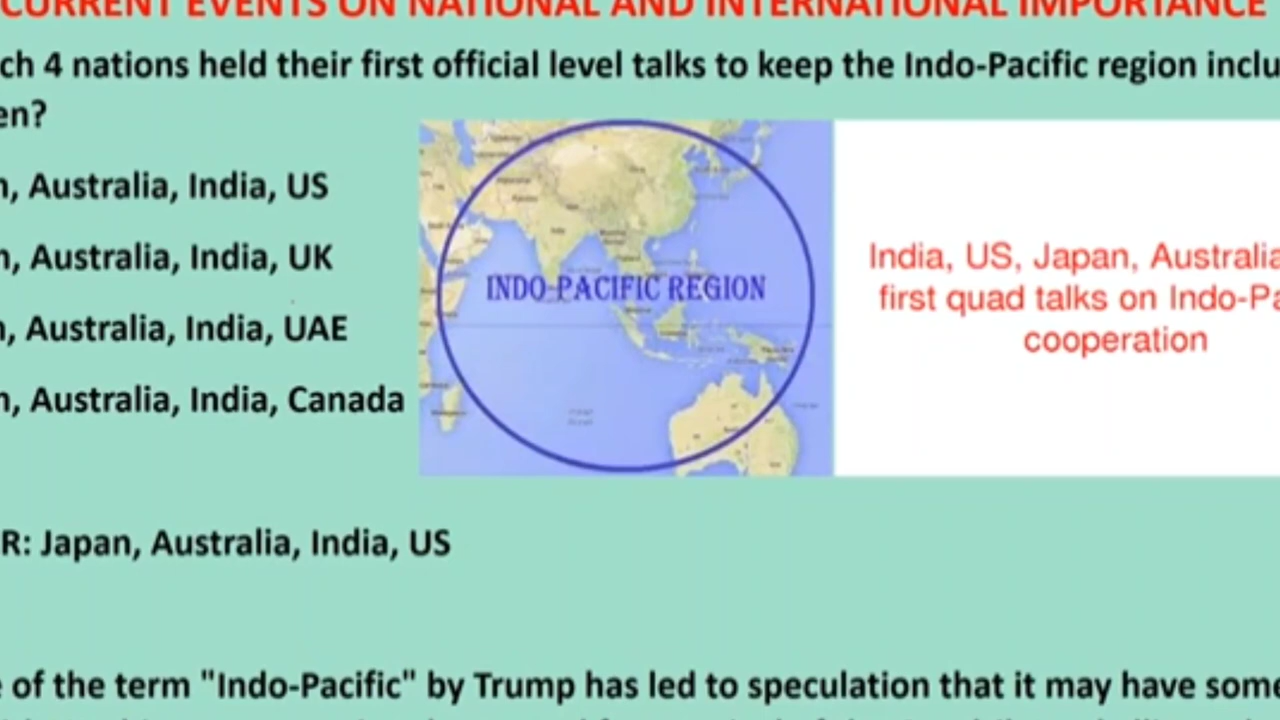 CURRENT EVENTS ON NATIONAL AND INTERNATIONAL IMPORTANCE
ch 4 nations held their first official level talks to keep the Indo-Pacific region inclu
en?
n, Australia, India, US
n, Australia, India, UK
n, Australia, India, UAE
n, Australia, India, Canada
INDO-PACIFIC REGION
India, US, Japan, Australia
first quad talks on Indo-Pa
cooperation
R: Japan, Australia, India, US
e of the term "Indo-Pacific" by Trump has led to speculation that it may have some